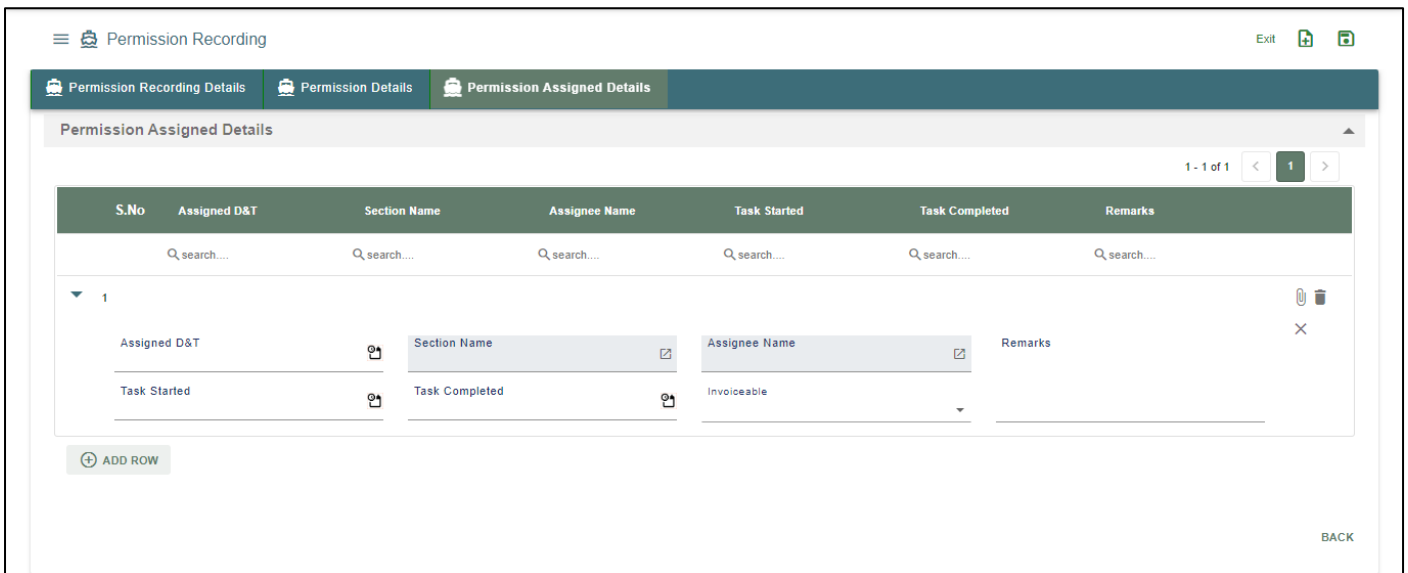 Permission Recording Exit
Permission Recording Details Permission Details Permission Assigned Details
Permission Assigned Details
1 - 1 of 1 < 1 >
S.No Assigned D&T Section Name Assignee Name Task Started Task Completed Remarks
search.... search.... search.... search.... search.... search....
1
Assigned D&T Section Name Assignee Name Remarks
Task Started Task Completed Invoiceable
ADD ROW
BACK